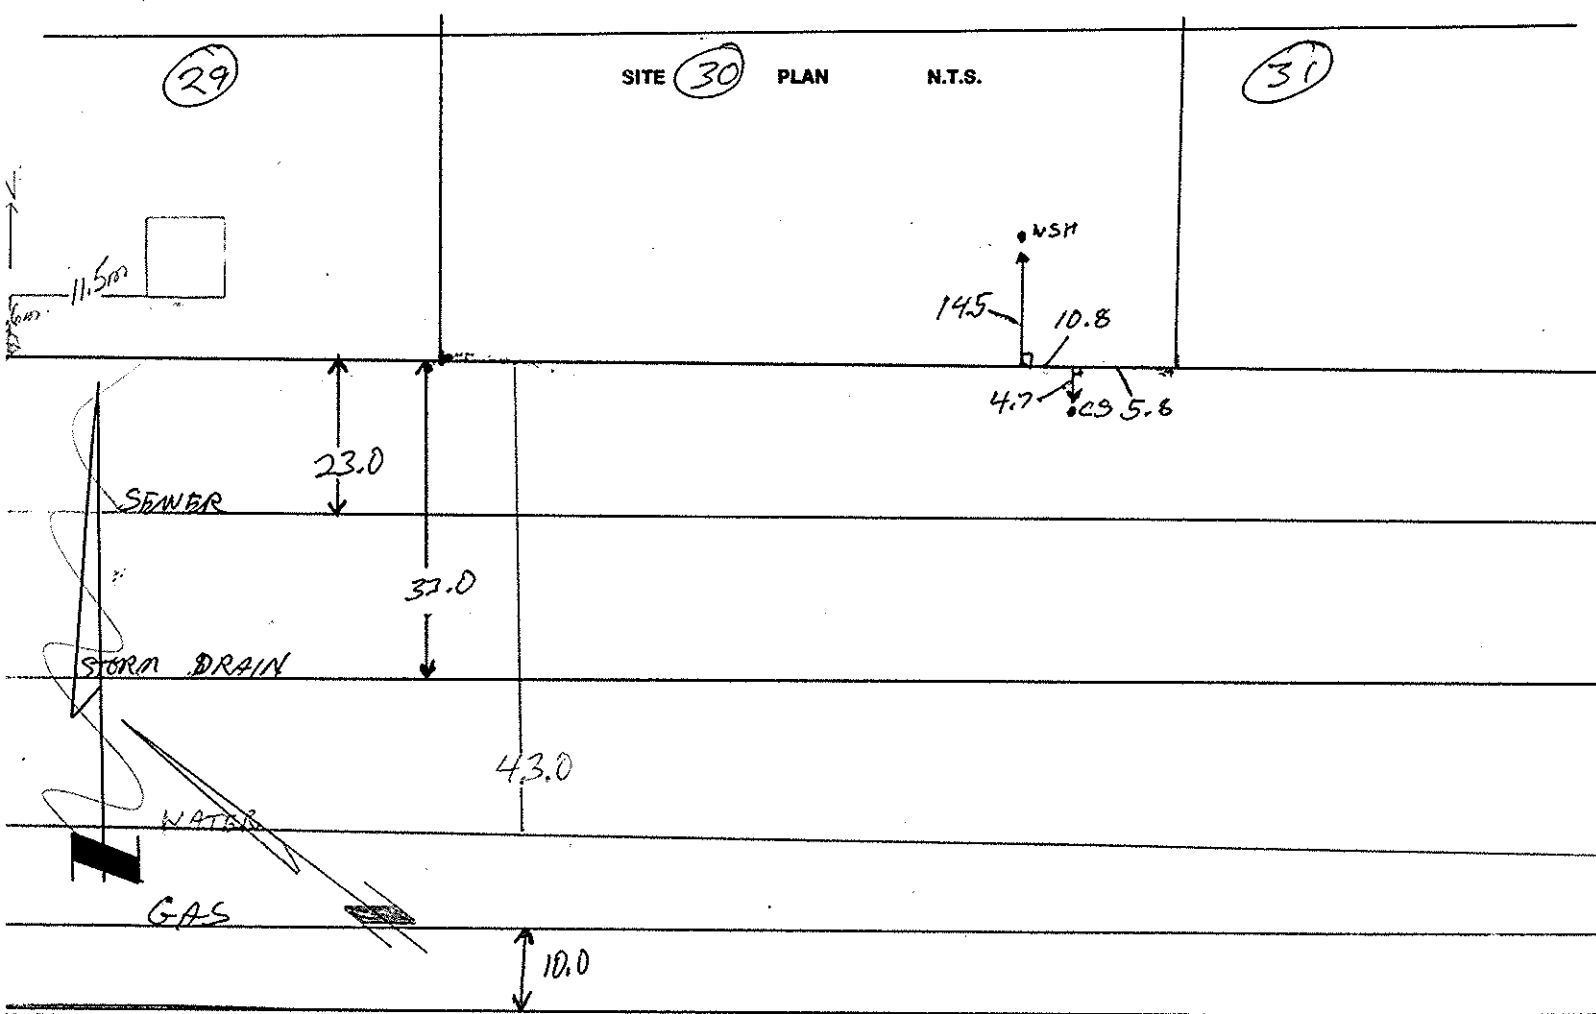 29
SITE 30 PLAN N.T.S.
31
11.5m
6m
14.5
10.8
4.7
CS 5.8
23.0
SEWER
33.0
STORM DRAIN
43.0
WATER
GAS
10.0